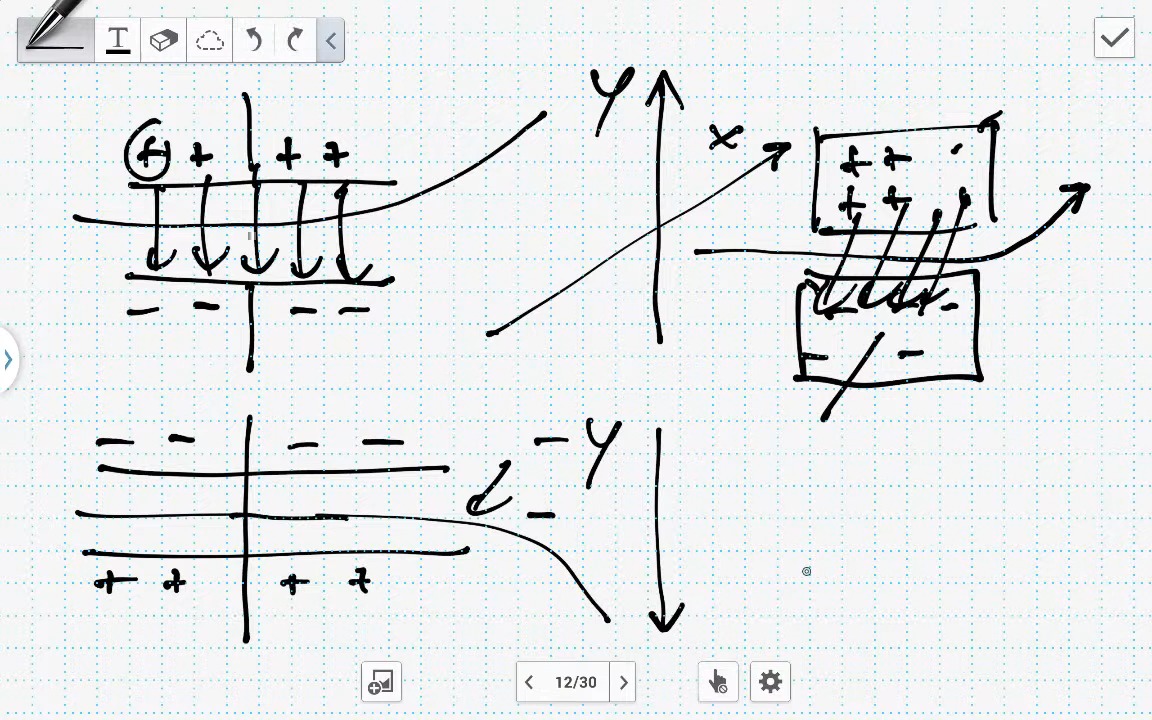 T
+ + + +
- - - -
y
x
+ +
+ +
- - - -
- -
- - - -
+ + + +
- y
-
12/30